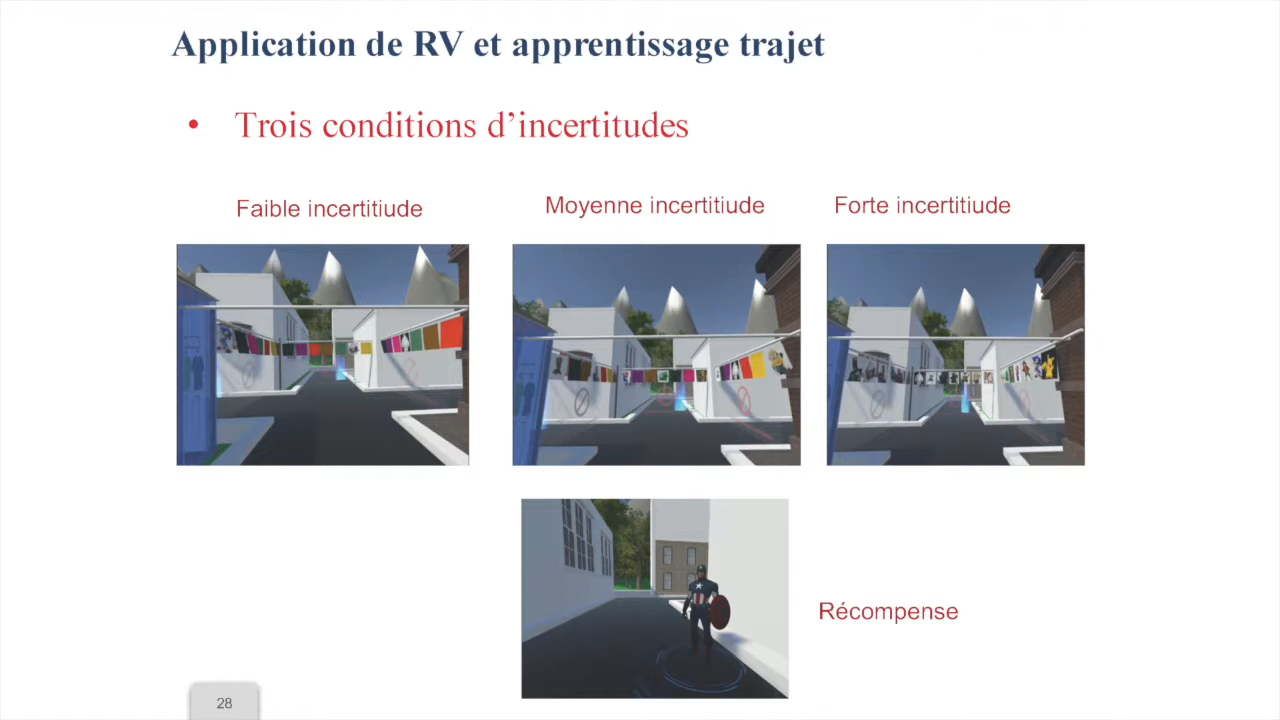 Application de RV et apprentissage trajet
• Trois conditions d’incertitudes
Faible incertitiude
Moyenne incertitiude
Forte incertitiude
Récompense
28